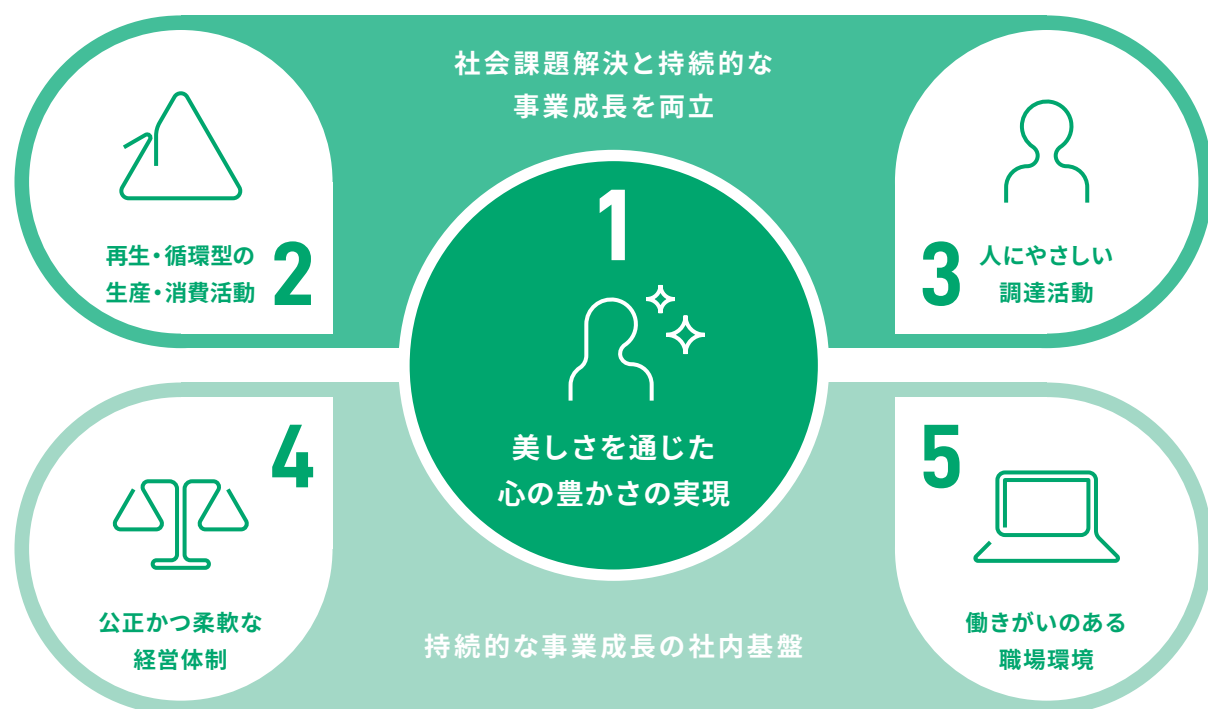 社会課題解決と持続的な
事業成長を両立
1
美しさを通じた
心の豊かさの実現
再生・循環型の
生産・消費活動
2
3
人にやさしい
調達活動
4
公正かつ柔軟な
経営体制
5
働きがいのある
職場環境
持続的な事業成長の社内基盤